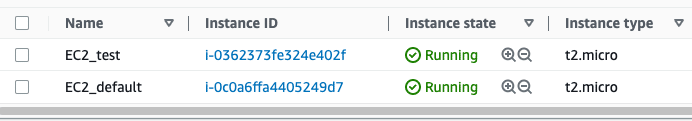 Name Instance ID Instance state Instance type
EC2_test i-0362373fe324e402f Running t2.micro
EC2_default i-0c0a6ffa4405249d7 Running t2.micro